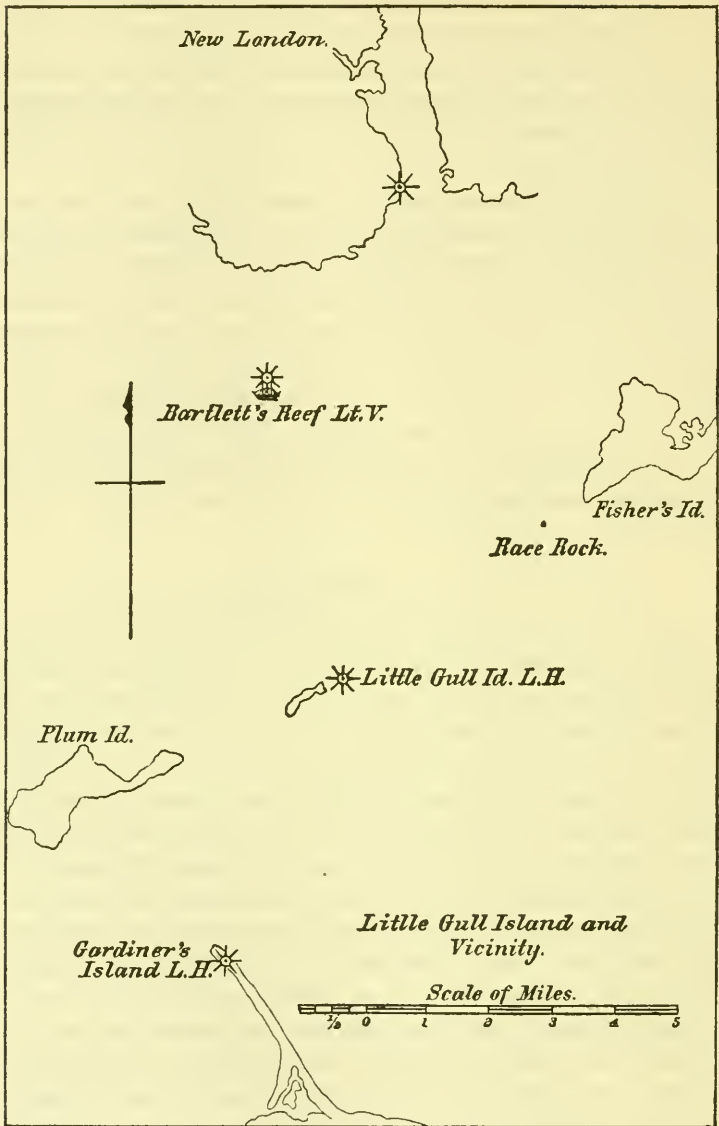 New London.
Bartlett's Reef Lt. V.
Fisher's Id.
Race Rock.
Little Gull Id. L.H.
Plum Id.
Little Gull Island and
Vicinity.
Gardiner's
Island L.H.
Scale of Miles.
½ 0 1 2 3 4 5